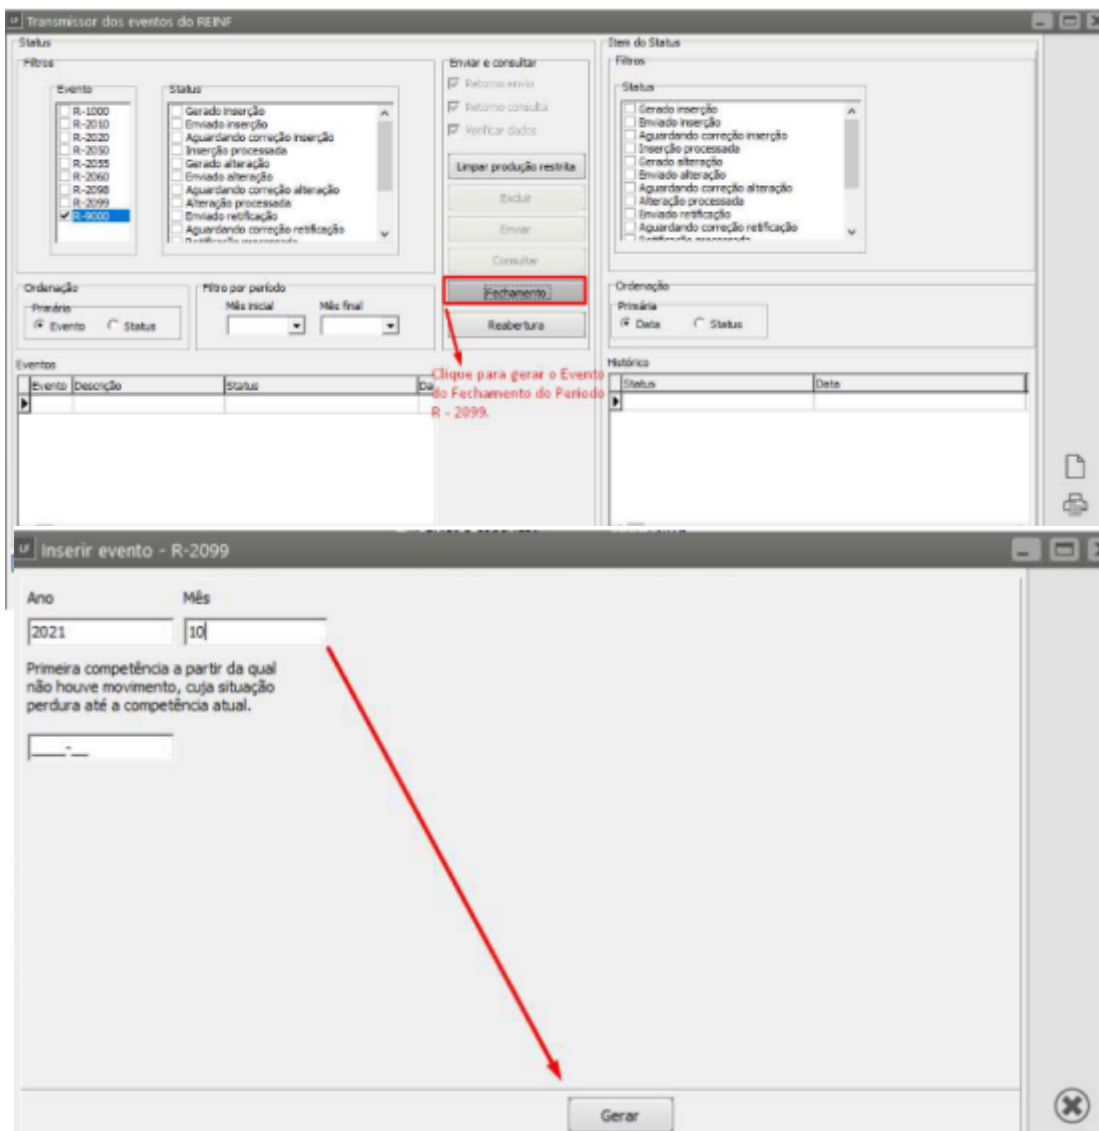 LF Transmissor dos eventos do REINF
Status
Filtros
Evento
R-1000
R-2010
R-2020
R-2050
R-2055
R-2060
R-2098
R-2099
R-9000
Status
Gerado inserção
Enviado inserção
Aguardando correção inserção
Inserção processada
Gerado alteração
Enviado alteração
Aguardando correção alteração
Alteração processada
Enviado retificação
Aguardando correção retificação
Enviar e consultar
Retorno envio
Retorno consulta
Verificar dados
Limpar produção restrita
Excluir
Enviar
Consultar
Fechamento
Reabertura
Ordenação
Primária
Evento Status
Filtro por período
Mês inicial Mês final
Clique para gerar o Evento
do Fechamento do Periodo
R - 2099.
Eventos
Evento Descrição Status Da
Item do Status
Filtros
Status
Gerado inserção
Enviado inserção
Aguardando correção inserção
Inserção processada
Gerado alteração
Enviado alteração
Aguardando correção alteração
Alteração processada
Enviado retificação
Aguardando correção retificação
Ordenação
Primária
Data Status
Histórico
Status Data
LF Inserir evento - R-2099
Ano Mês
2021 10
Primeira competência a partir da qual
não houve movimento, cuja situação
perdura até a competência atual.
____-__
Gerar